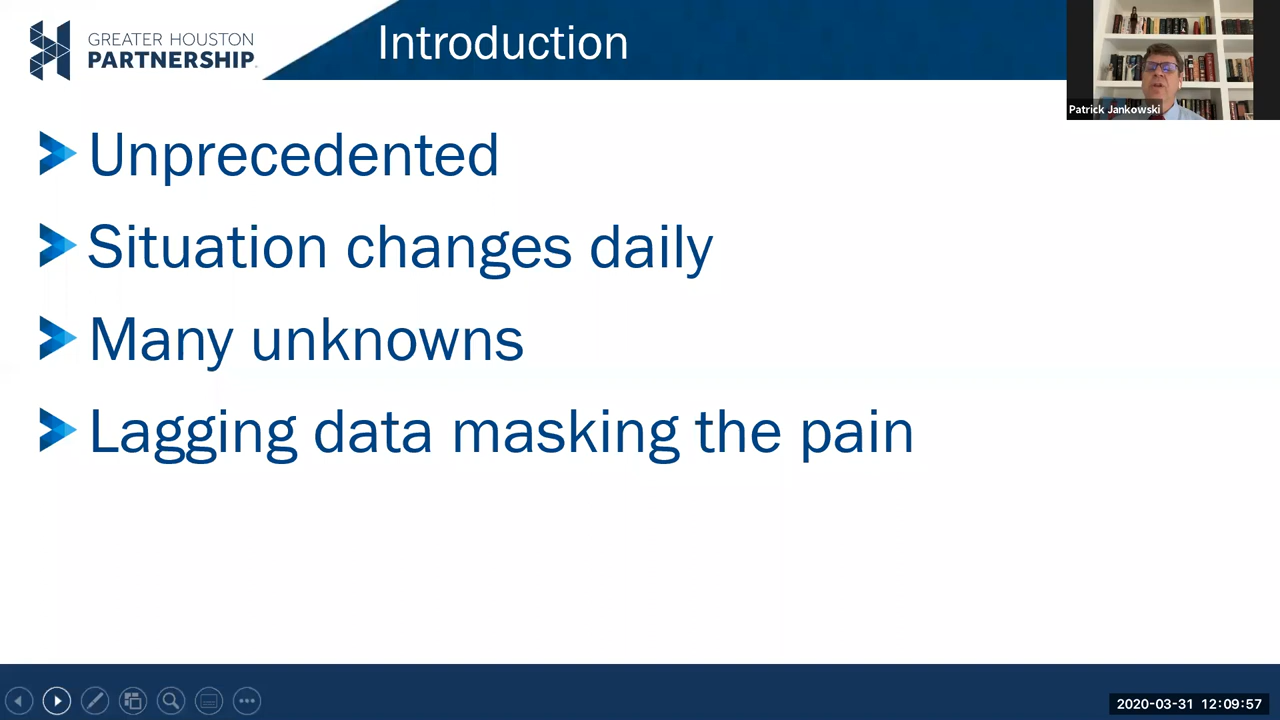 GREATER HOUSTON
PARTNERSHIP
Introduction
Patrick Jankowski
Unprecedented
Situation changes daily
Many unknowns
Lagging data masking the pain
2020-03-31 12:09:57